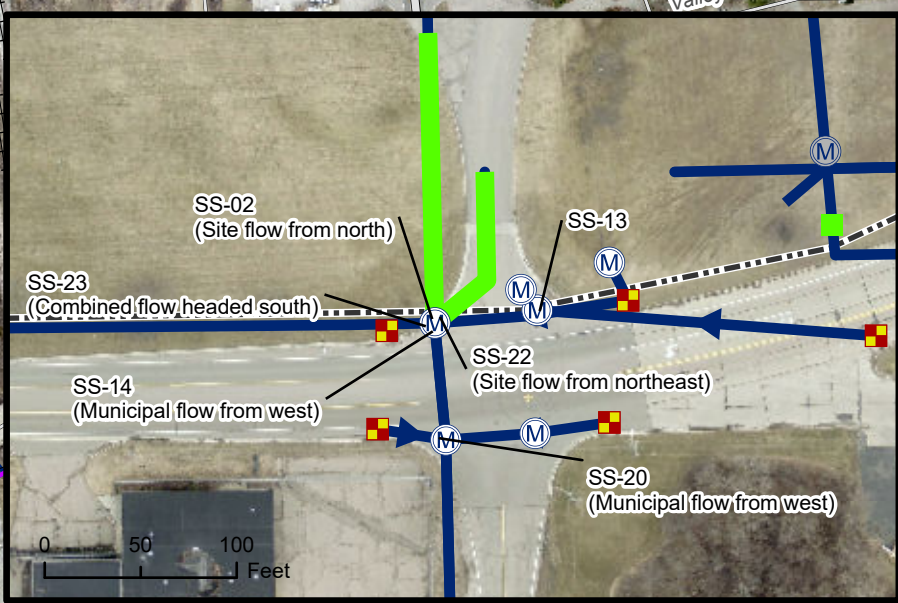 Valley
M
SS-02
(Site flow from north)
SS-13
M
M
SS-23
(Combined flow headed south)
M
M
SS-22
(Site flow from northeast)
SS-14
(Municipal flow from west)
M
M
SS-20
(Municipal flow from west)
0 50 100
Feet